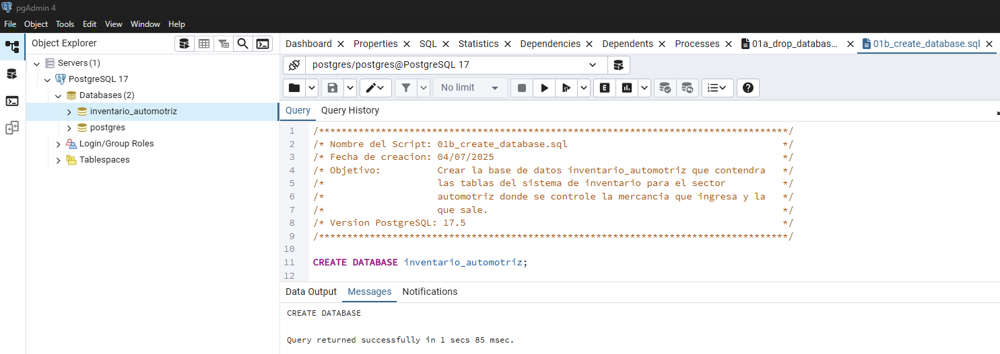 pgAdmin 4
File Object Tools Edit View Window Help
Object Explorer
Servers (1)
PostgreSQL 17
Databases (2)
inventario_automotriz
postgres
Login/Group Roles
Tablespaces
Dashboard Properties SQL Statistics Dependencies Dependents Processes 01a_drop_databas... 01b_create_database.sql
postgres/postgres@PostgreSQL 17
No limit
Query Query History
1 /***********************************************************************************/
2 /* Nombre del Script: 01b_create_database.sql */
3 /* Fecha de creacion: 04/07/2025 */
4 /* Objetivo: Crear la base de datos inventario_automotriz que contendra */
5 /* las tablas del sistema de inventario para el sector */
6 /* automotriz donde se controle la mercancia que ingresa y la */
7 /* que sale. */
8 /* Version PostgreSQL: 17.5 */
9 /***********************************************************************************/
10
11 CREATE DATABASE inventario_automotriz;
12
Data Output Messages Notifications
CREATE DATABASE
Query returned successfully in 1 secs 85 msec.